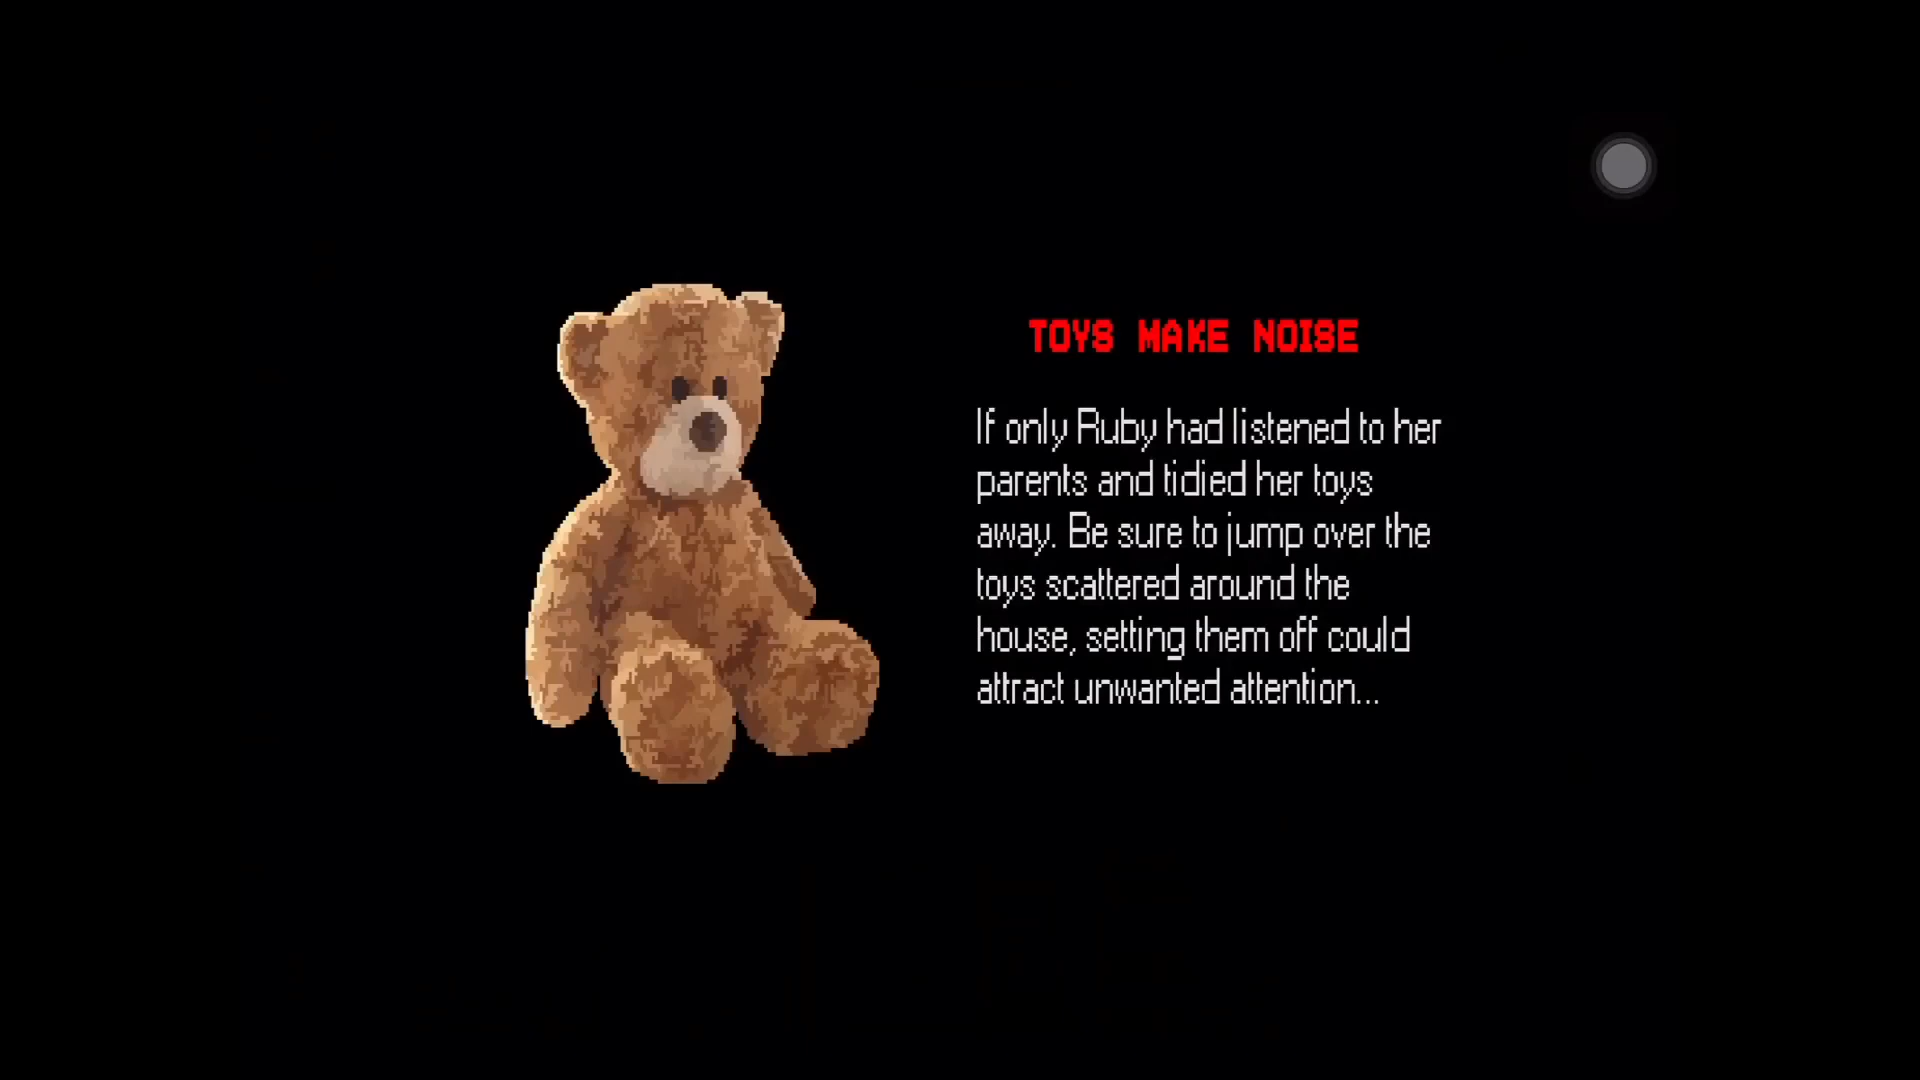 TOYS MAKE NOISE
If only Ruby had listened to her
parents and tidied her toys
away. Be sure to jump over the
toys scattered around the
house, setting them off could
attract unwanted attention...